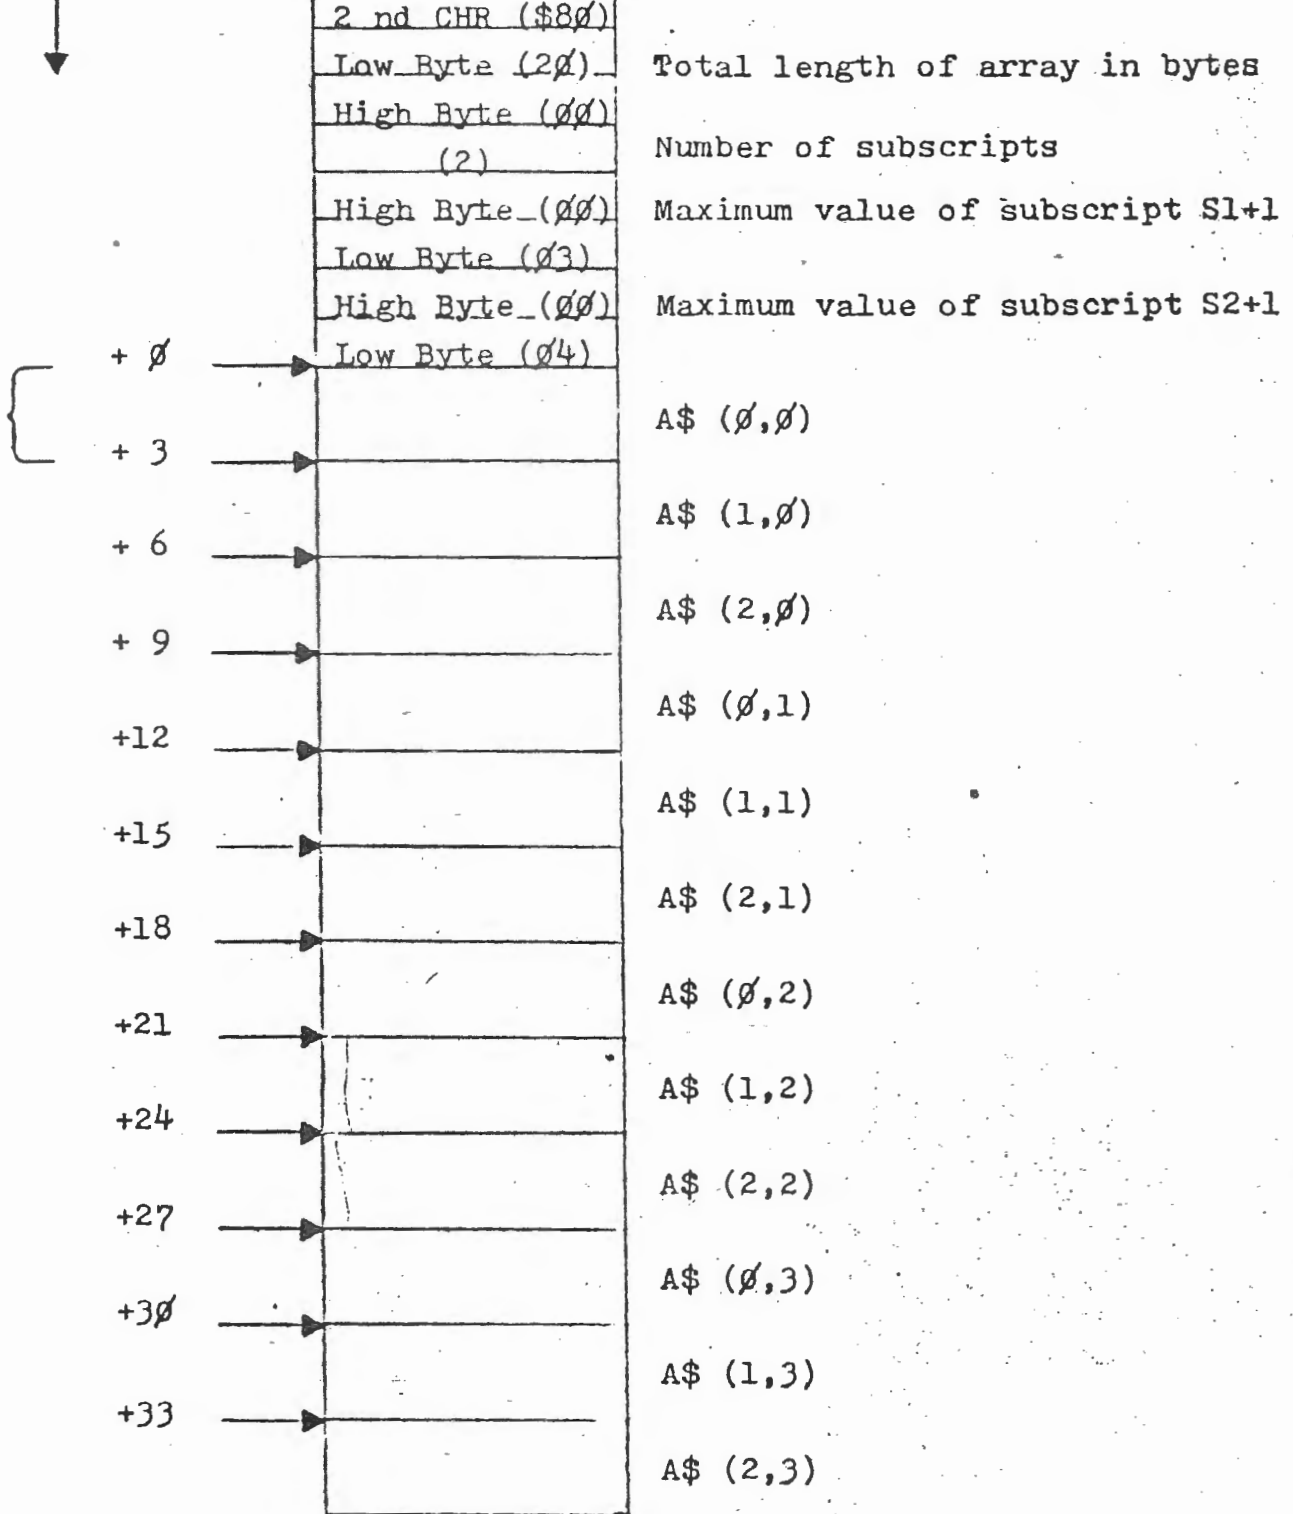 2 nd CHR ($8Ø)
Low Byte (2Ø) Total length of array in bytes
High Byte (ØØ)
(2) Number of subscripts
High Byte (ØØ) Maximum value of subscript S1+1
Low Byte (Ø3)
High Byte (ØØ) Maximum value of subscript S2+1
+ Ø Low Byte (Ø4)
A$ (Ø,Ø)
+ 3
A$ (1,Ø)
+ 6
A$ (2,Ø)
+ 9
A$ (Ø,1)
+12
A$ (1,1)
+15
A$ (2,1)
+18
A$ (Ø,2)
+21
A$ (1,2)
+24
A$ (2,2)
+27
A$ (Ø,3)
+3Ø
A$ (1,3)
+33
A$ (2,3)